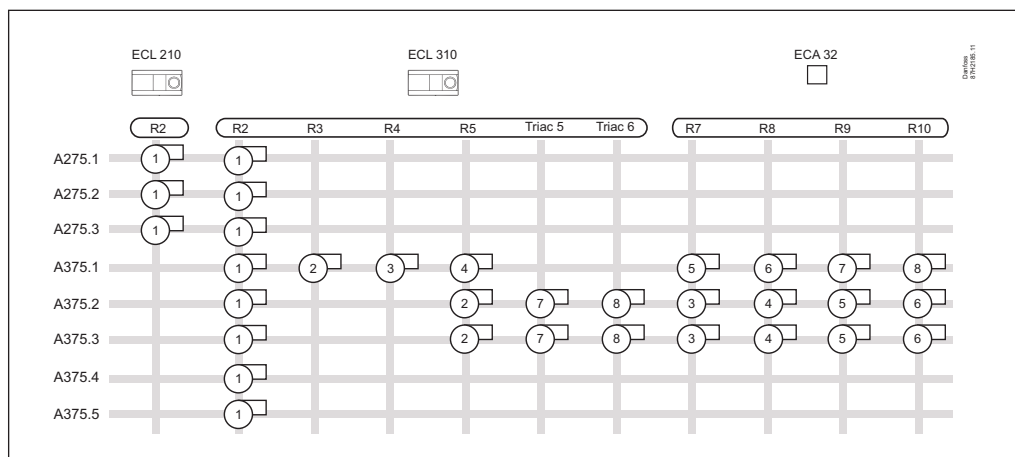 ECL 210
ECL 310
ECA 32
Danfoss
87H2185.11
R2
R2 R3 R4 R5 Triac 5 Triac 6
R7 R8 R9 R10
A275.1 1 1
A275.2 1 1
A275.3 1 1
A375.1 1 2 3 4 5 6 7 8
A375.2 1 2 7 8 3 4 5 6
A375.3 1 2 7 8 3 4 5 6
A375.4 1
A375.5 1